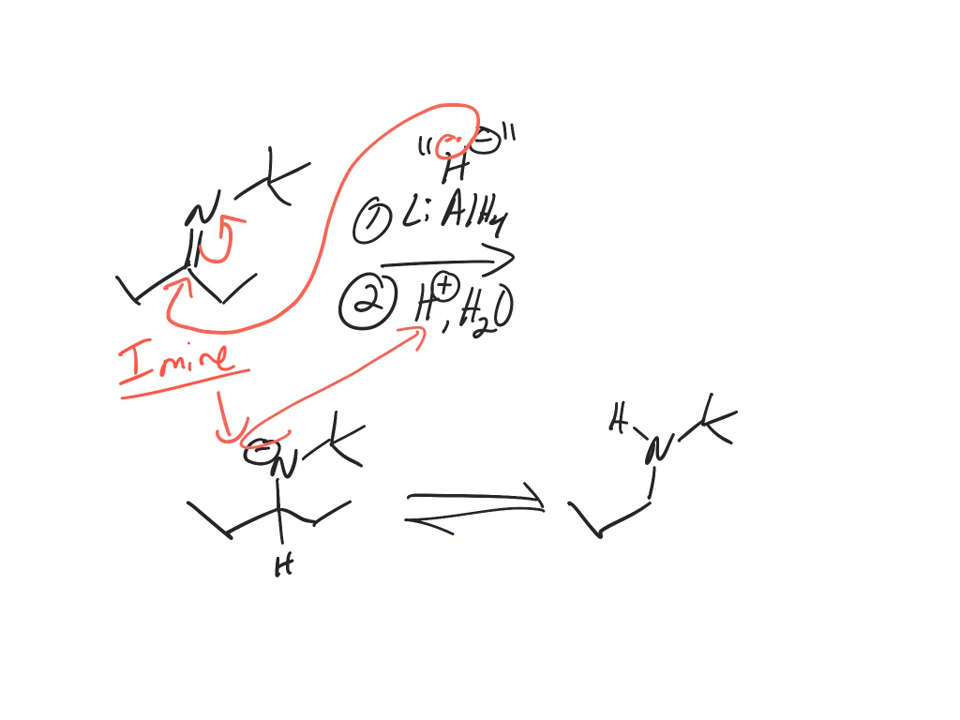 "H⊖"
N
① LiAlH4
② H⊕, H2O
Imine
⊖N
H
H
N